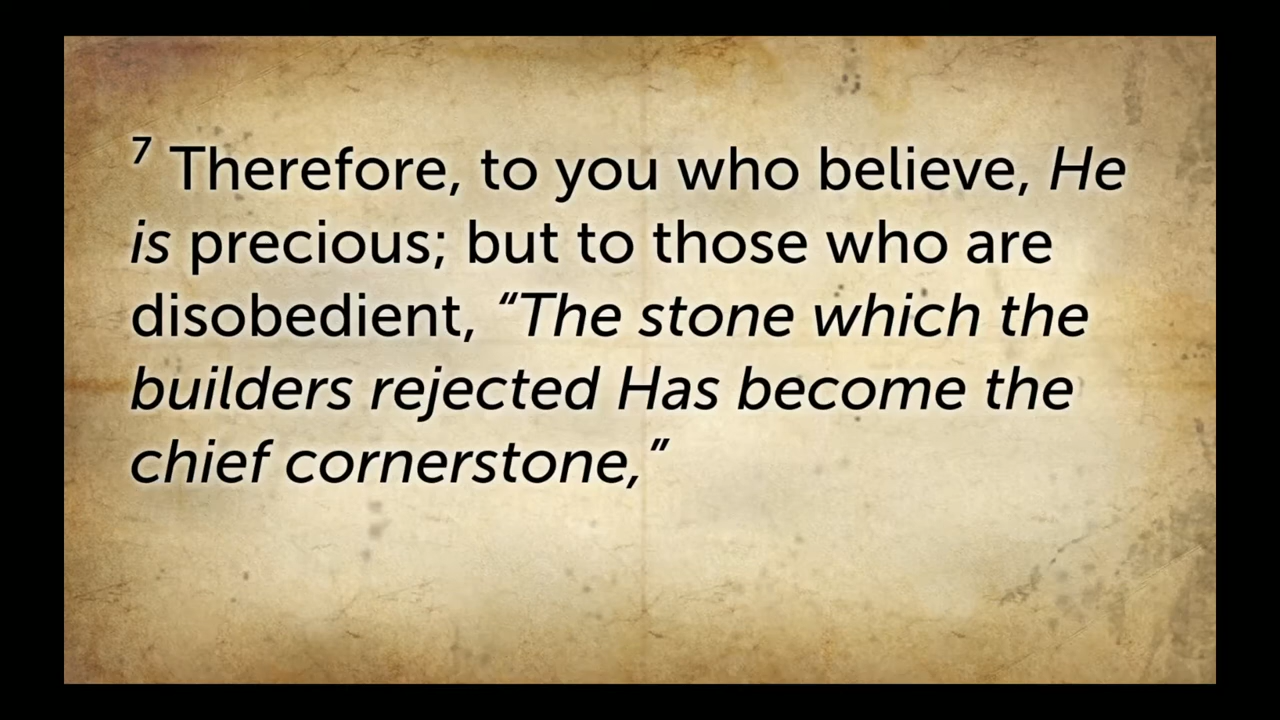 ⁷ Therefore, to you who believe, He
is precious; but to those who are
disobedient, “The stone which the
builders rejected Has become the
chief cornerstone,”